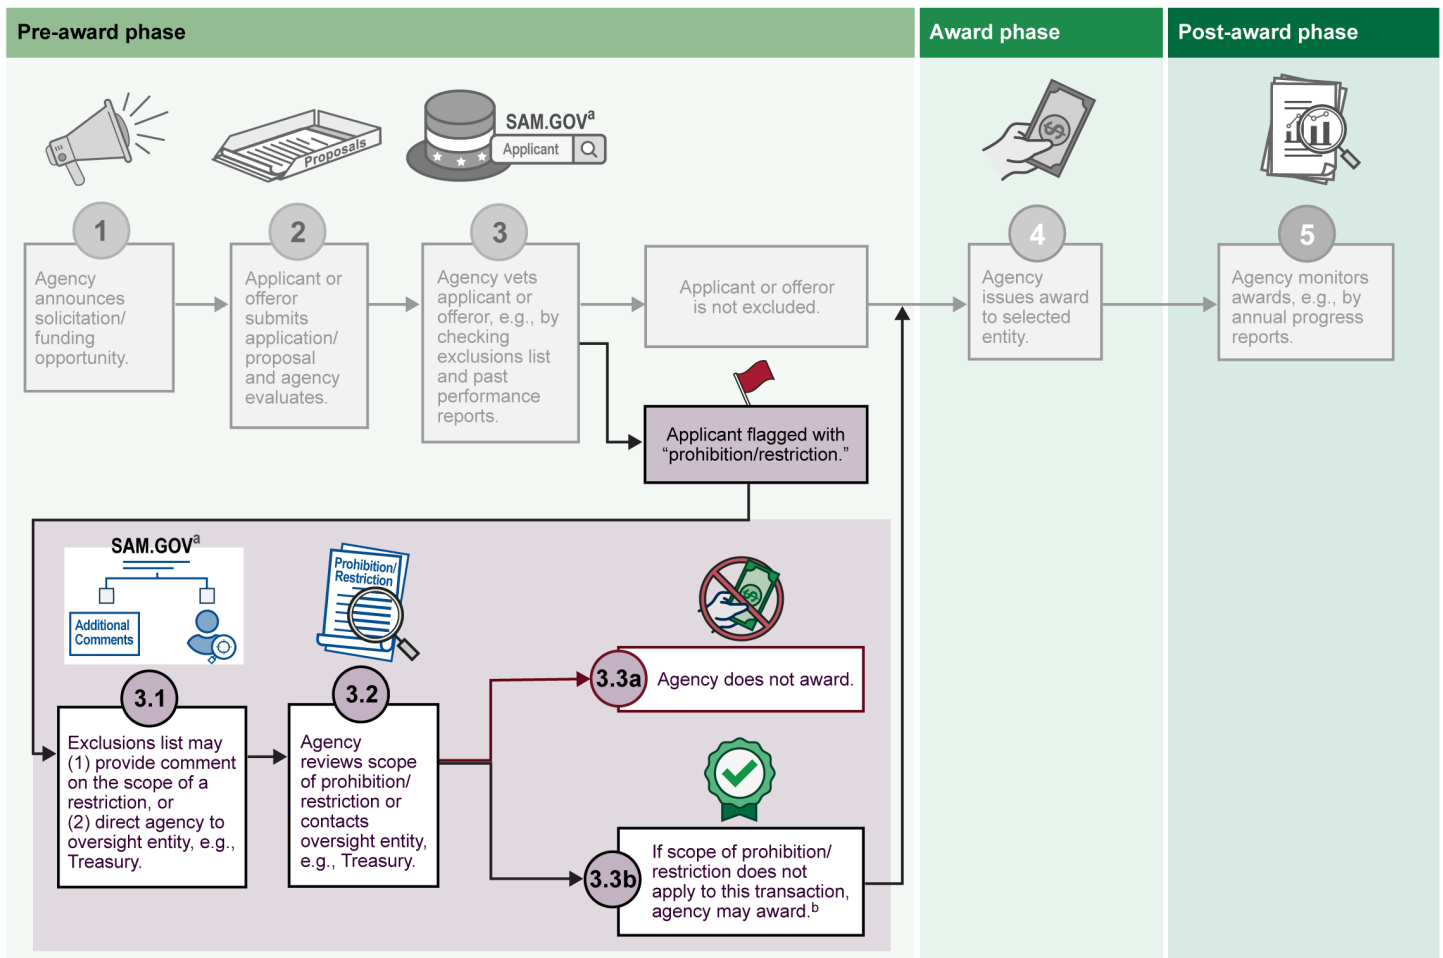 Pre-award phase
Award phase
Post-award phase
Proposals
SAM.GOVa
Applicant
1
Agency
announces
solicitation/
funding
opportunity.
2
Applicant or
offeror
submits
application/
proposal
and agency
evaluates.
3
Agency vets
applicant or
offeror, e.g., by
checking
exclusions list
and past
performance
reports.
Applicant or offeror
is not excluded.
4
Agency
issues award
to selected
entity.
5
Agency monitors
awards, e.g., by
annual progress
reports.
Applicant flagged with
“prohibition/restriction.”
SAM.GOVa
Additional
Comments
3.1
Exclusions list may
(1) provide comment
on the scope of a
restriction, or
(2) direct agency to
oversight entity, e.g.,
Treasury.
Prohibition/
Restriction
3.2
Agency
reviews scope
of prohibition/
restriction or
contacts
oversight entity,
e.g., Treasury.
3.3a
Agency does not award.
3.3b
If scope of prohibition/
restriction does not
apply to this transaction,
agency may award.b